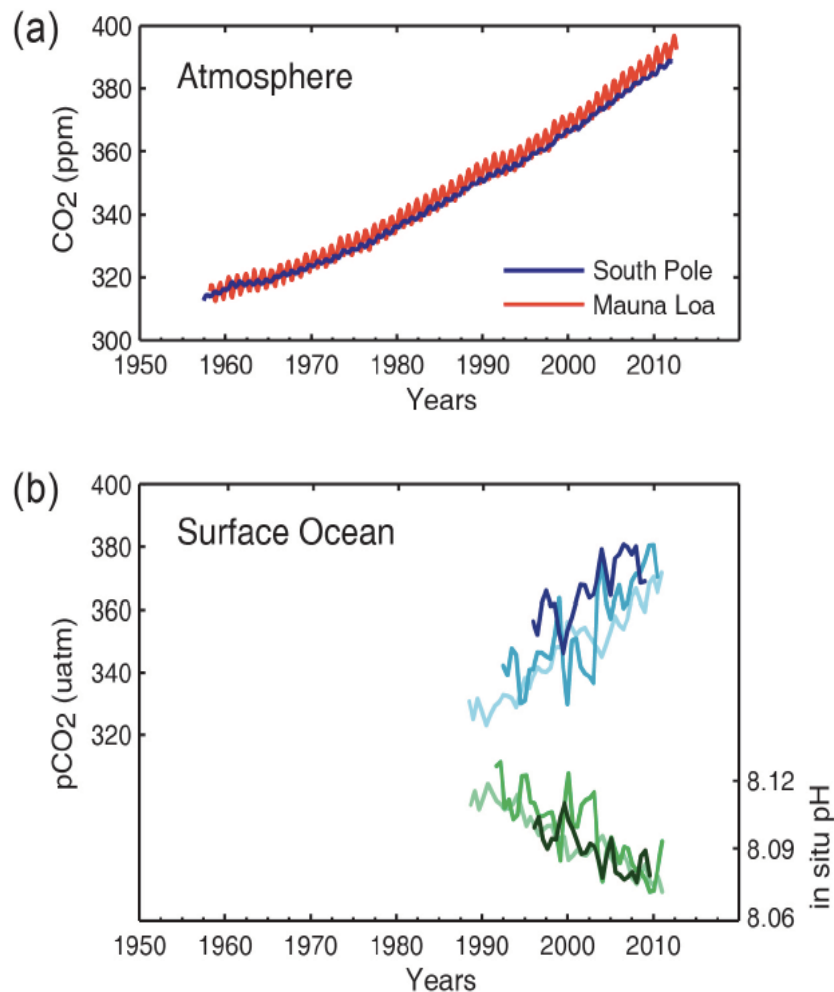 (a)
400
380
360
340
320
300
CO2 (ppm)
Atmosphere
South Pole
Mauna Loa
1950 1960 1970 1980 1990 2000 2010
Years
(b)
400
380
360
340
320
pCO2 (uatm)
Surface Ocean
8.12
8.09
8.06
in situ pH
1950 1960 1970 1980 1990 2000 2010
Years